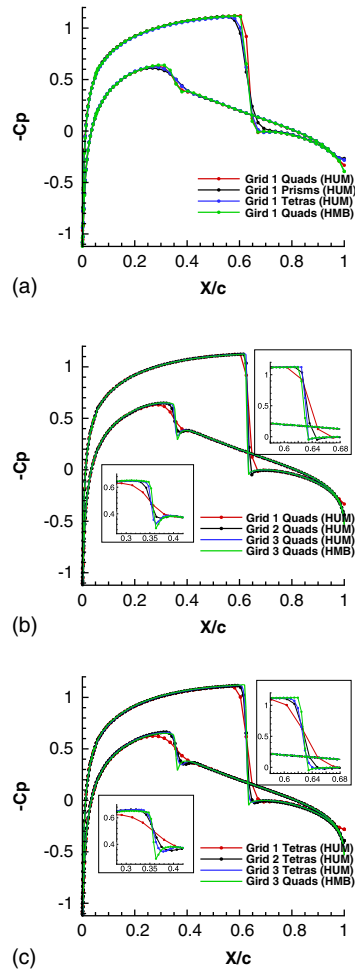 1
0.5
0
-0.5
-1
-Cp
0 0.2 0.4 0.6 0.8 1
X/c
Grid 1 Quads (HUM)
Grid 1 Prisms (HUM)
Grid 1 Tetras (HUM)
Gird 1 Quads (HMB)
(a)
1
0.5
0
-0.5
-1
-Cp
0 0.2 0.4 0.6 0.8 1
X/c
1
0.5
0
0.6 0.64 0.68
0.6
0.4
0.3 0.35 0.4
Grid 1 Quads (HUM)
Grid 2 Quads (HUM)
Grid 3 Quads (HUM)
Grid 3 Quads (HMB)
(b)
1
0.5
0
-0.5
-1
-Cp
0 0.2 0.4 0.6 0.8 1
X/c
1
0.5
0
0.6 0.64 0.68
0.6
0.4
0.3 0.35 0.4
Grid 1 Tetras (HUM)
Grid 2 Tetras (HUM)
Grid 3 Tetras (HUM)
Grid 3 Quads (HMB)
(c)